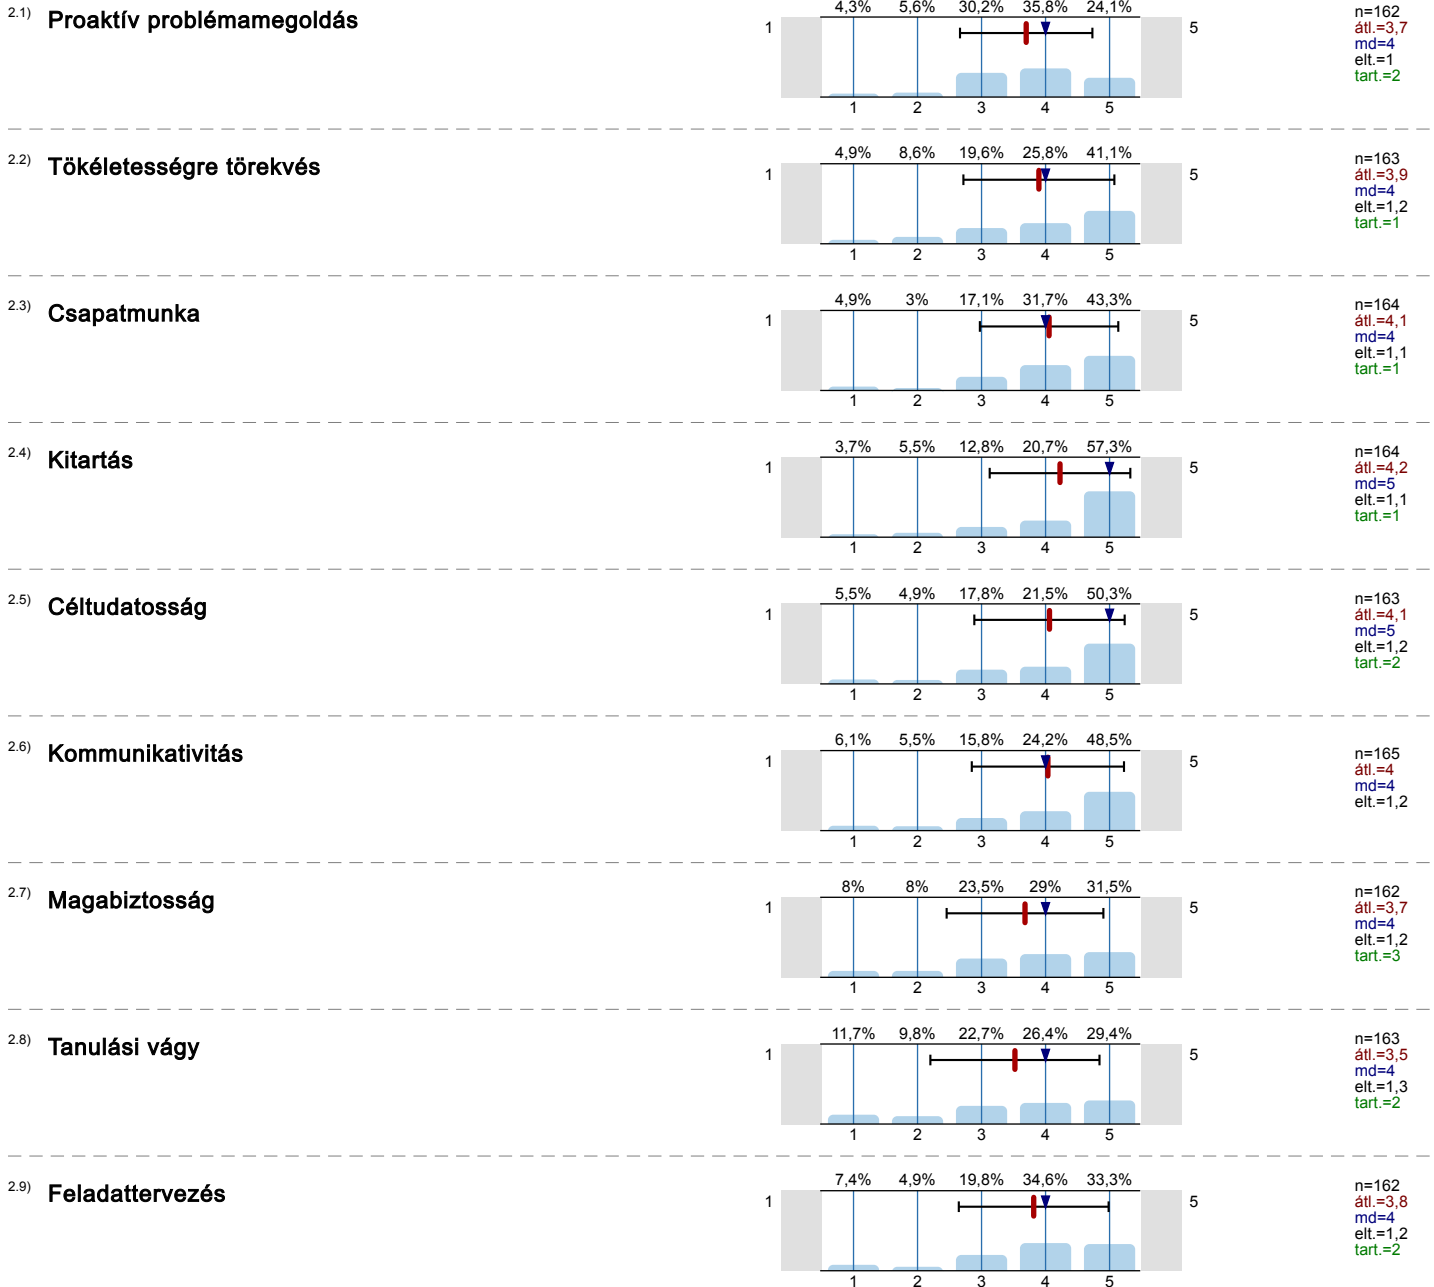 2.1) Proaktív problémamegoldás
4,3% 5,6% 30,2% 35,8% 24,1%
1 5
1 2 3 4 5
n=162
átl.=3,7
md=4
elt.=1
tart.=2
2.2) Tökéletességre törekvés
4,9% 8,6% 19,6% 25,8% 41,1%
1 5
1 2 3 4 5
n=163
átl.=3,9
md=4
elt.=1,2
tart.=1
2.3) Csapatmunka
4,9% 3% 17,1% 31,7% 43,3%
1 5
1 2 3 4 5
n=164
átl.=4,1
md=4
elt.=1,1
tart.=1
2.4) Kitartás
3,7% 5,5% 12,8% 20,7% 57,3%
1 5
1 2 3 4 5
n=164
átl.=4,2
md=5
elt.=1,1
tart.=1
2.5) Céltudatosság
5,5% 4,9% 17,8% 21,5% 50,3%
1 5
1 2 3 4 5
n=163
átl.=4,1
md=5
elt.=1,2
tart.=2
2.6) Kommunikativitás
6,1% 5,5% 15,8% 24,2% 48,5%
1 5
1 2 3 4 5
n=165
átl.=4
md=4
elt.=1,2
2.7) Magabiztosság
8% 8% 23,5% 29% 31,5%
1 5
1 2 3 4 5
n=162
átl.=3,7
md=4
elt.=1,2
tart.=3
2.8) Tanulási vágy
11,7% 9,8% 22,7% 26,4% 29,4%
1 5
1 2 3 4 5
n=163
átl.=3,5
md=4
elt.=1,3
tart.=2
2.9) Feladattervezés
7,4% 4,9% 19,8% 34,6% 33,3%
1 5
1 2 3 4 5
n=162
átl.=3,8
md=4
elt.=1,2
tart.=2